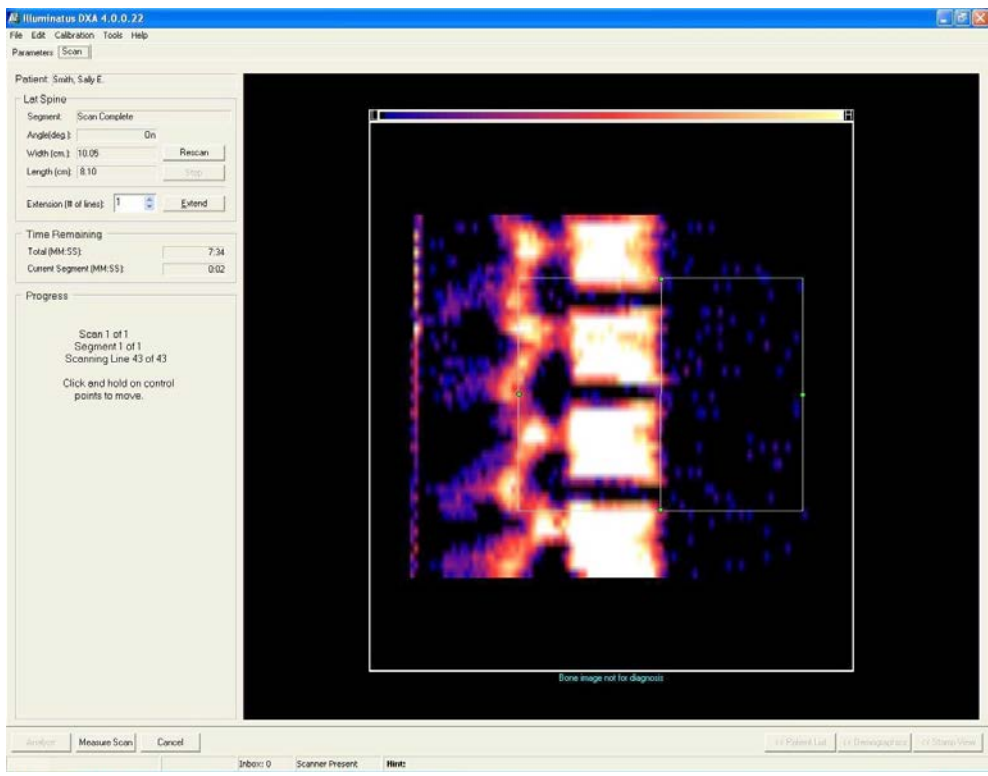 Illuminatus DXA 4.0.0.22
File Edit Calibration Tools Help
Parameters Scan
Patient: Smith, Sally E.
Lat Spine
Segment: Scan Complete
Angle(deg.): On
Width (cm.): 10.05 Rescan
Length (cm): 8.10 Stop
Extension (# of lines): 1 Extend
Time Remaining
Total (MM:SS): 7:34
Current Segment (MM:SS): 0:02
Progress
Scan 1 of 1
Segment 1 of 1
Scanning Line 43 of 43
Click and hold on control
points to move.
L H
Bone image not for diagnosis
Analyze Measure Scan Cancel << Patient List << Demographics << Stamp View
Inbox: 0 Scanner Present Hint: